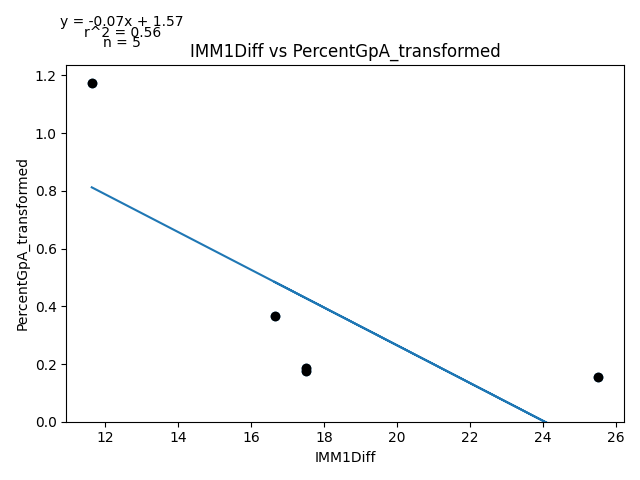 y = -0.07x + 1.57
r^2 = 0.56
n = 5
IMM1Diff vs PercentGpA_transformed
1.2
1.0
0.8
0.6
0.4
0.2
0.0
PercentGpA_transformed
12 14 16 18 20 22 24 26
IMM1Diff